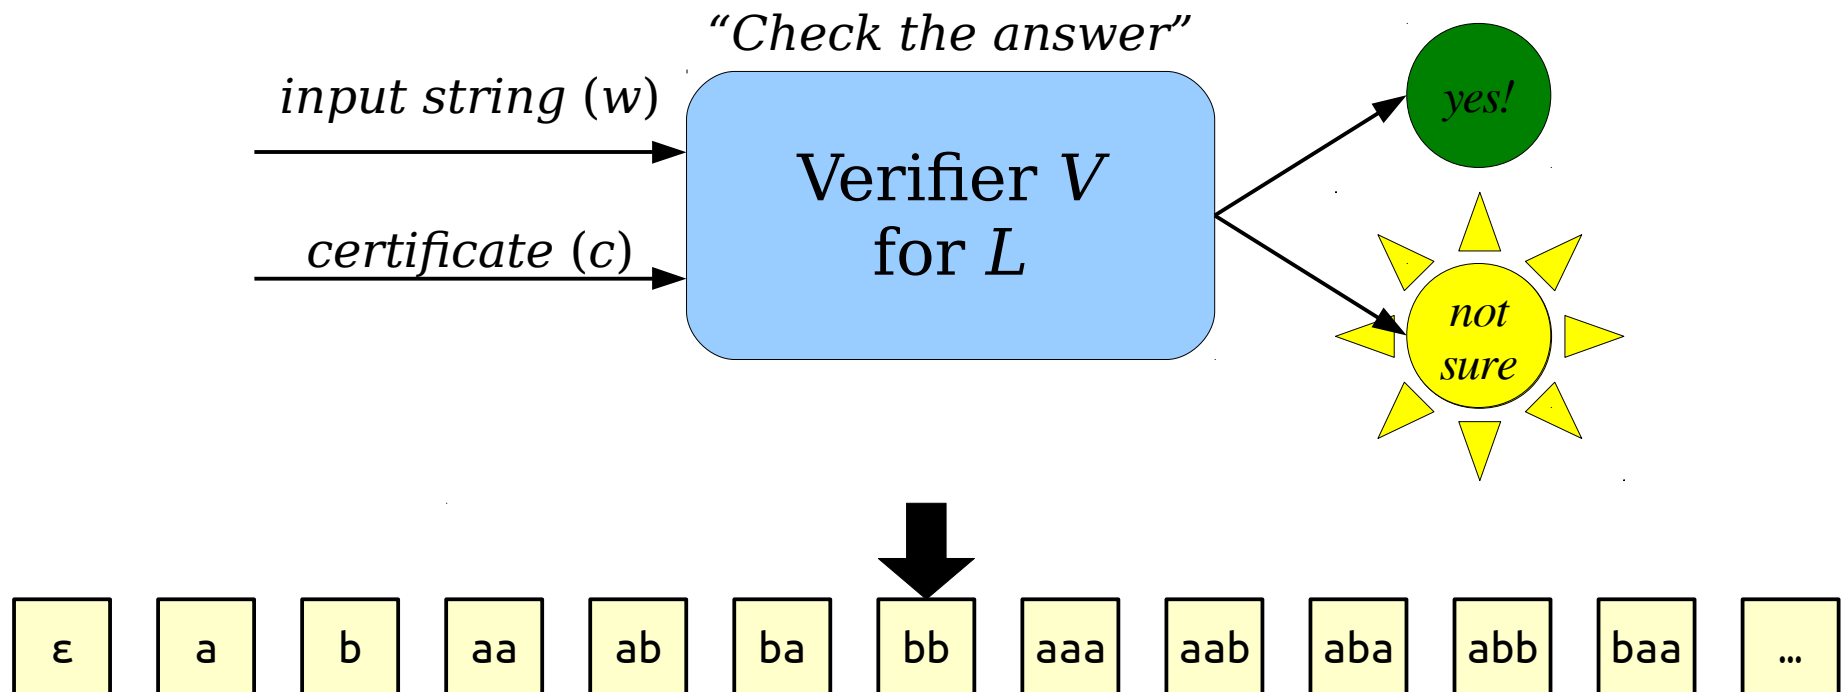 “Check the answer”
input string (w)
certificate (c)
Verifier V
for L
yes!
not
sure
ε a b aa ab ba bb aaa aab aba abb baa …